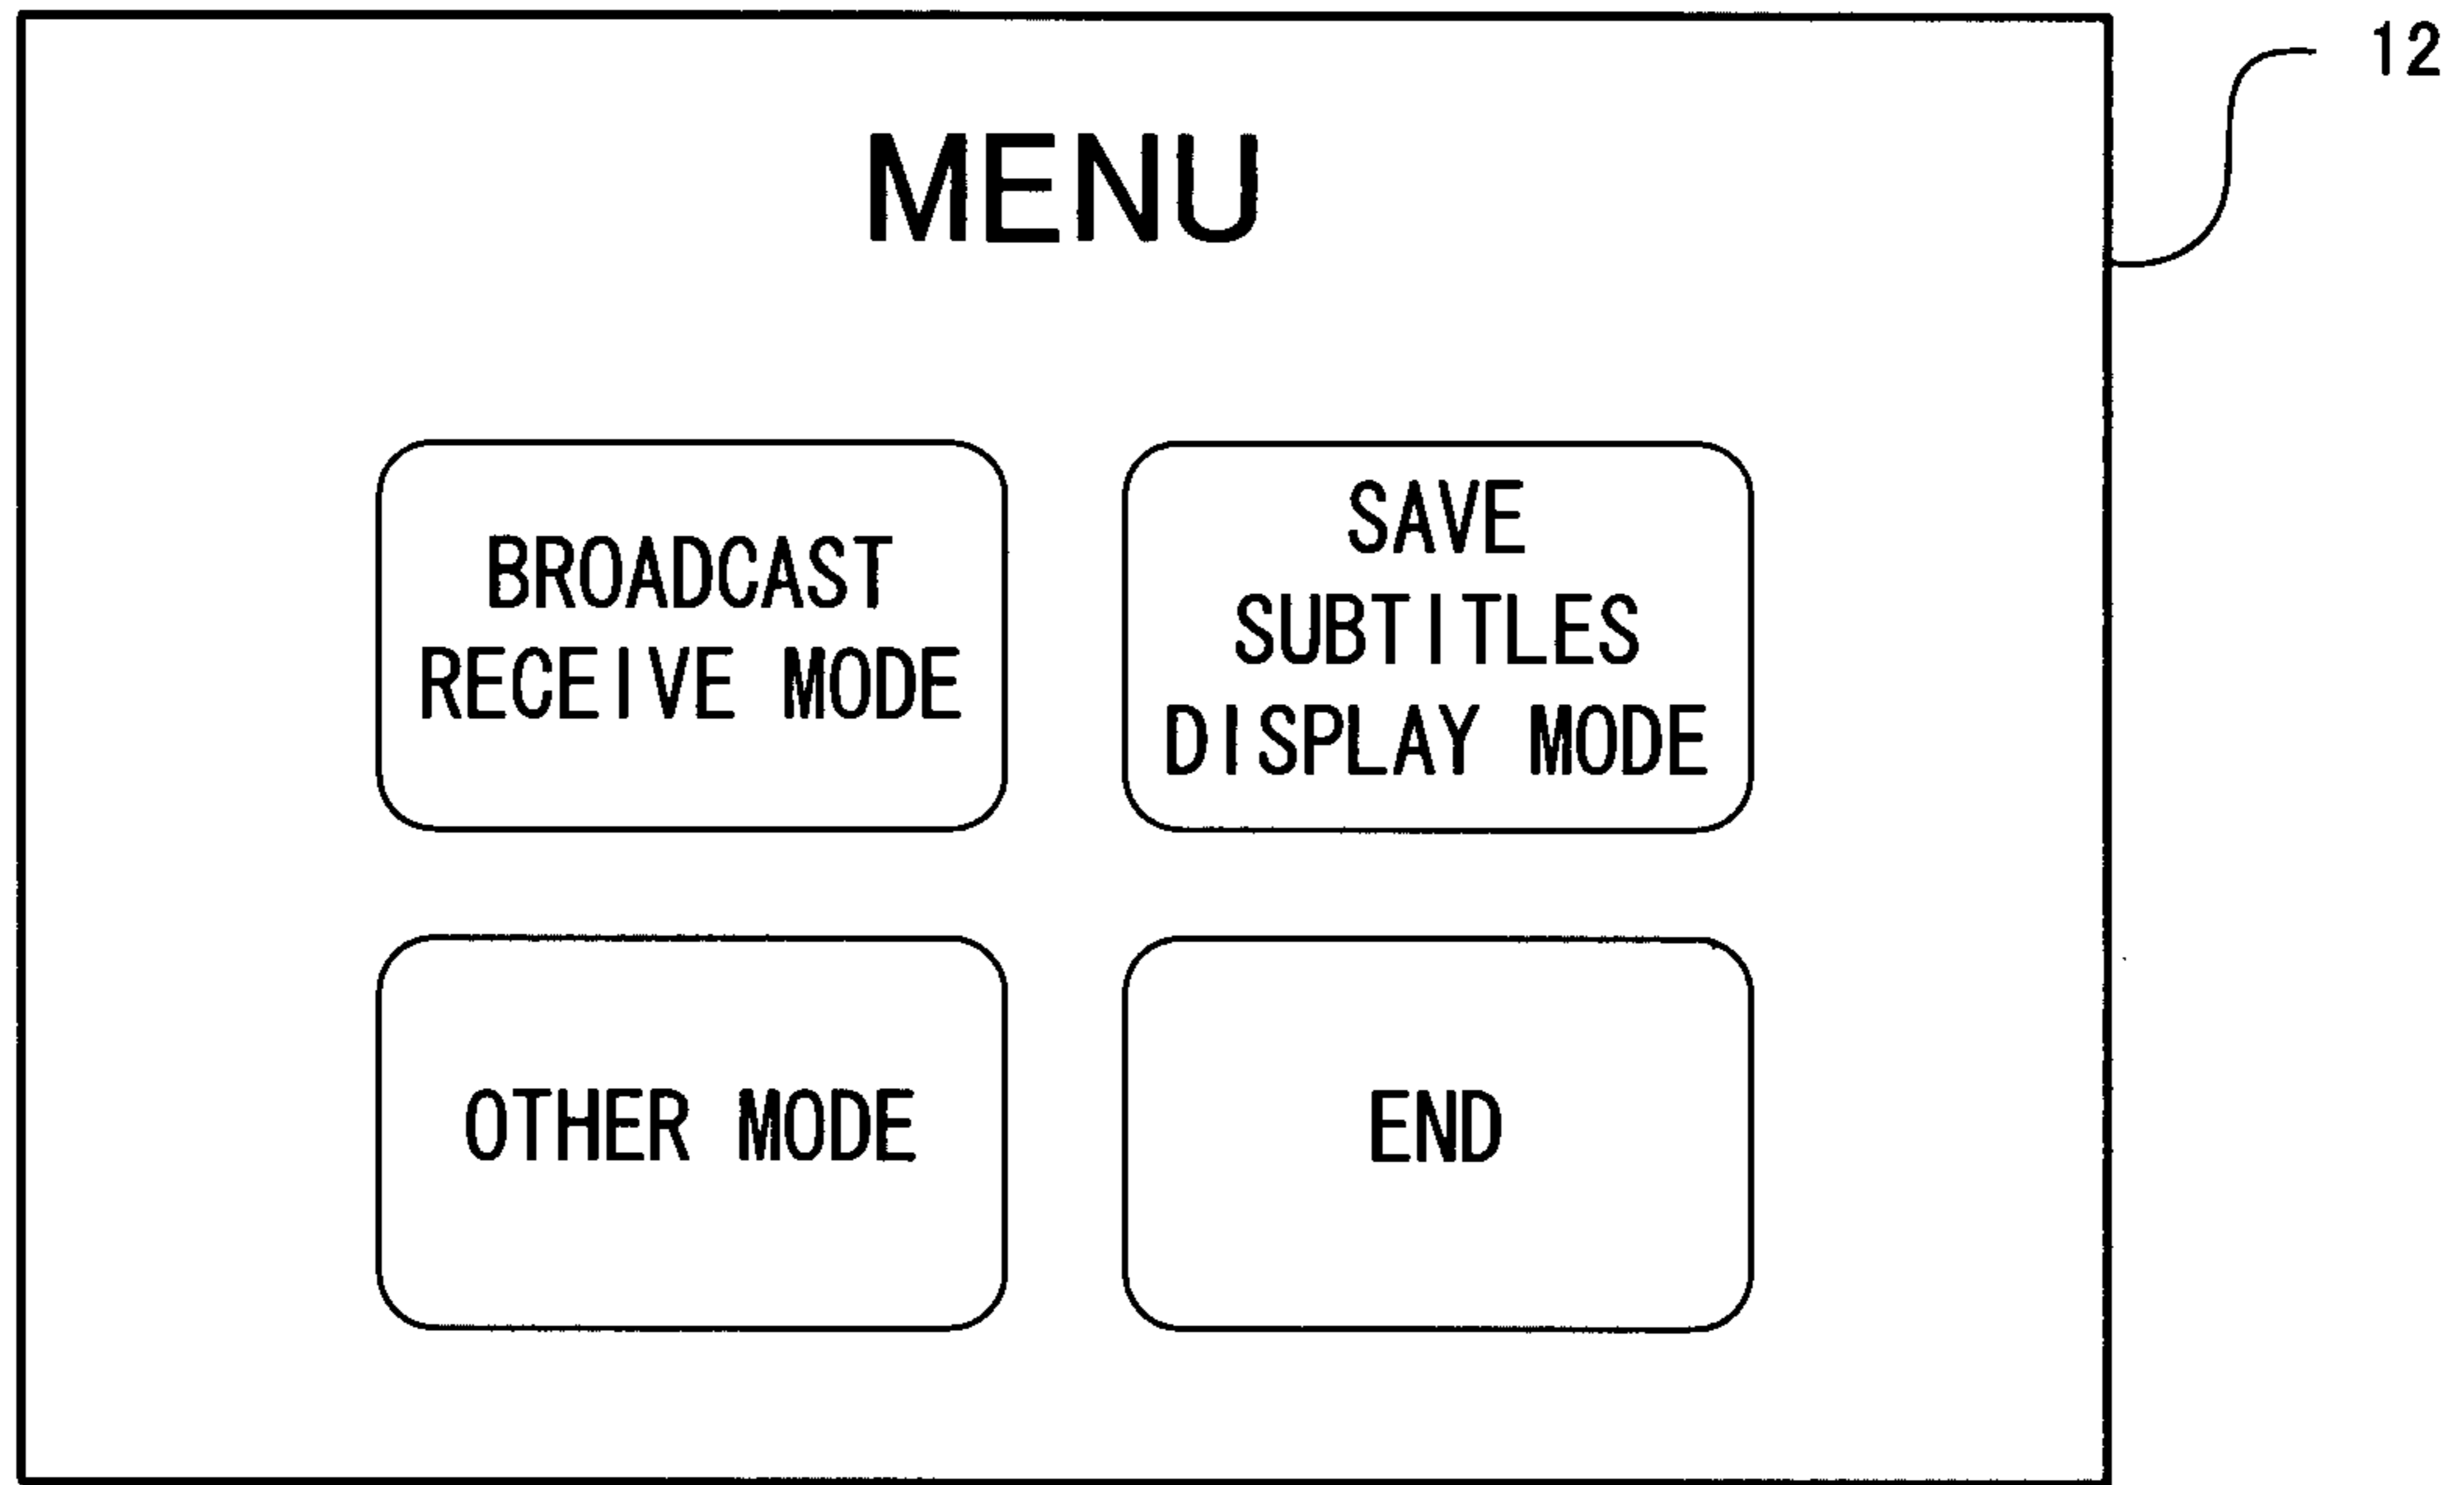 12
MENU
BROADCAST
RECEIVE MODE
SAVE
SUBTITLES
DISPLAY MODE
OTHER MODE
END